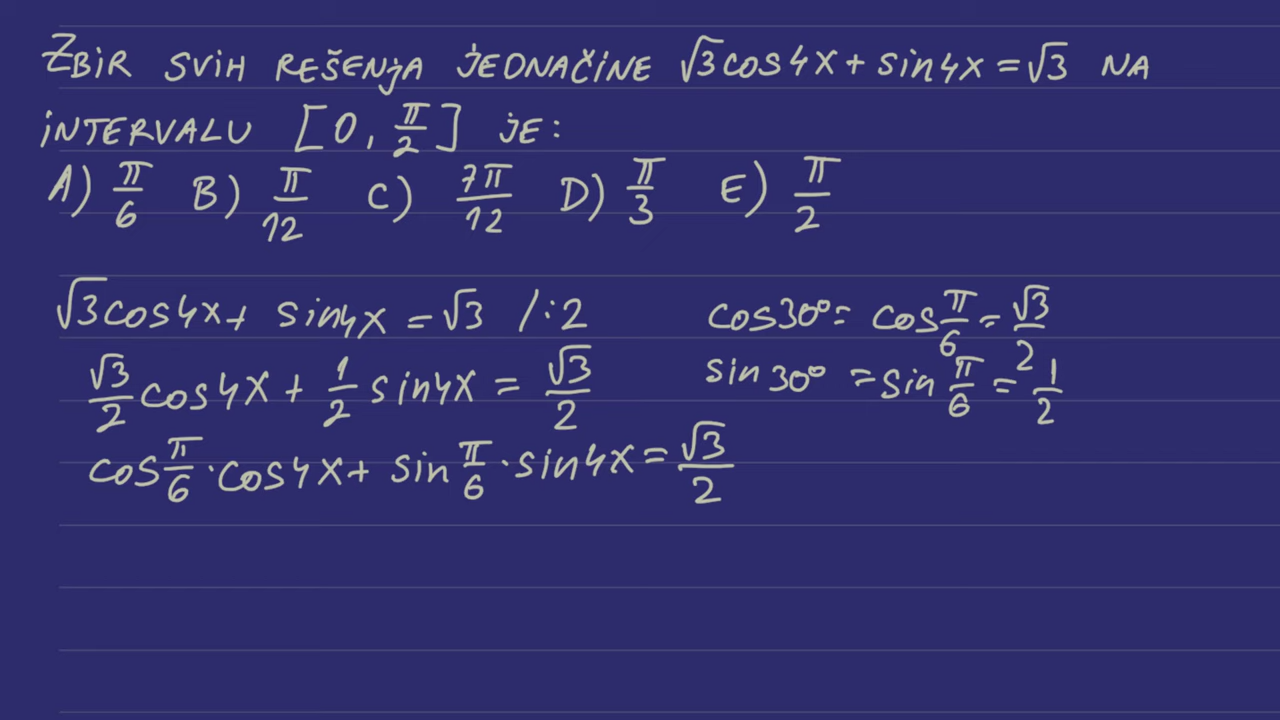 ZBIR SVIH REŠENJA JEDNAČINE √3cos4x + sin4x = √3 NA
INTERVALU [0, π/2] JE:
A) π/6 B) π/12 C) 7π/12 D) π/3 E) π/2
√3cos4x + sin4x = √3 /:2
cos30° = cos π/6 = √3/2
√3/2 cos4x + 1/2 sin4x = √3/2
sin30° = sin π/6 = 1/2
cos π/6 · cos4x + sin π/6 · sin4x = √3/2